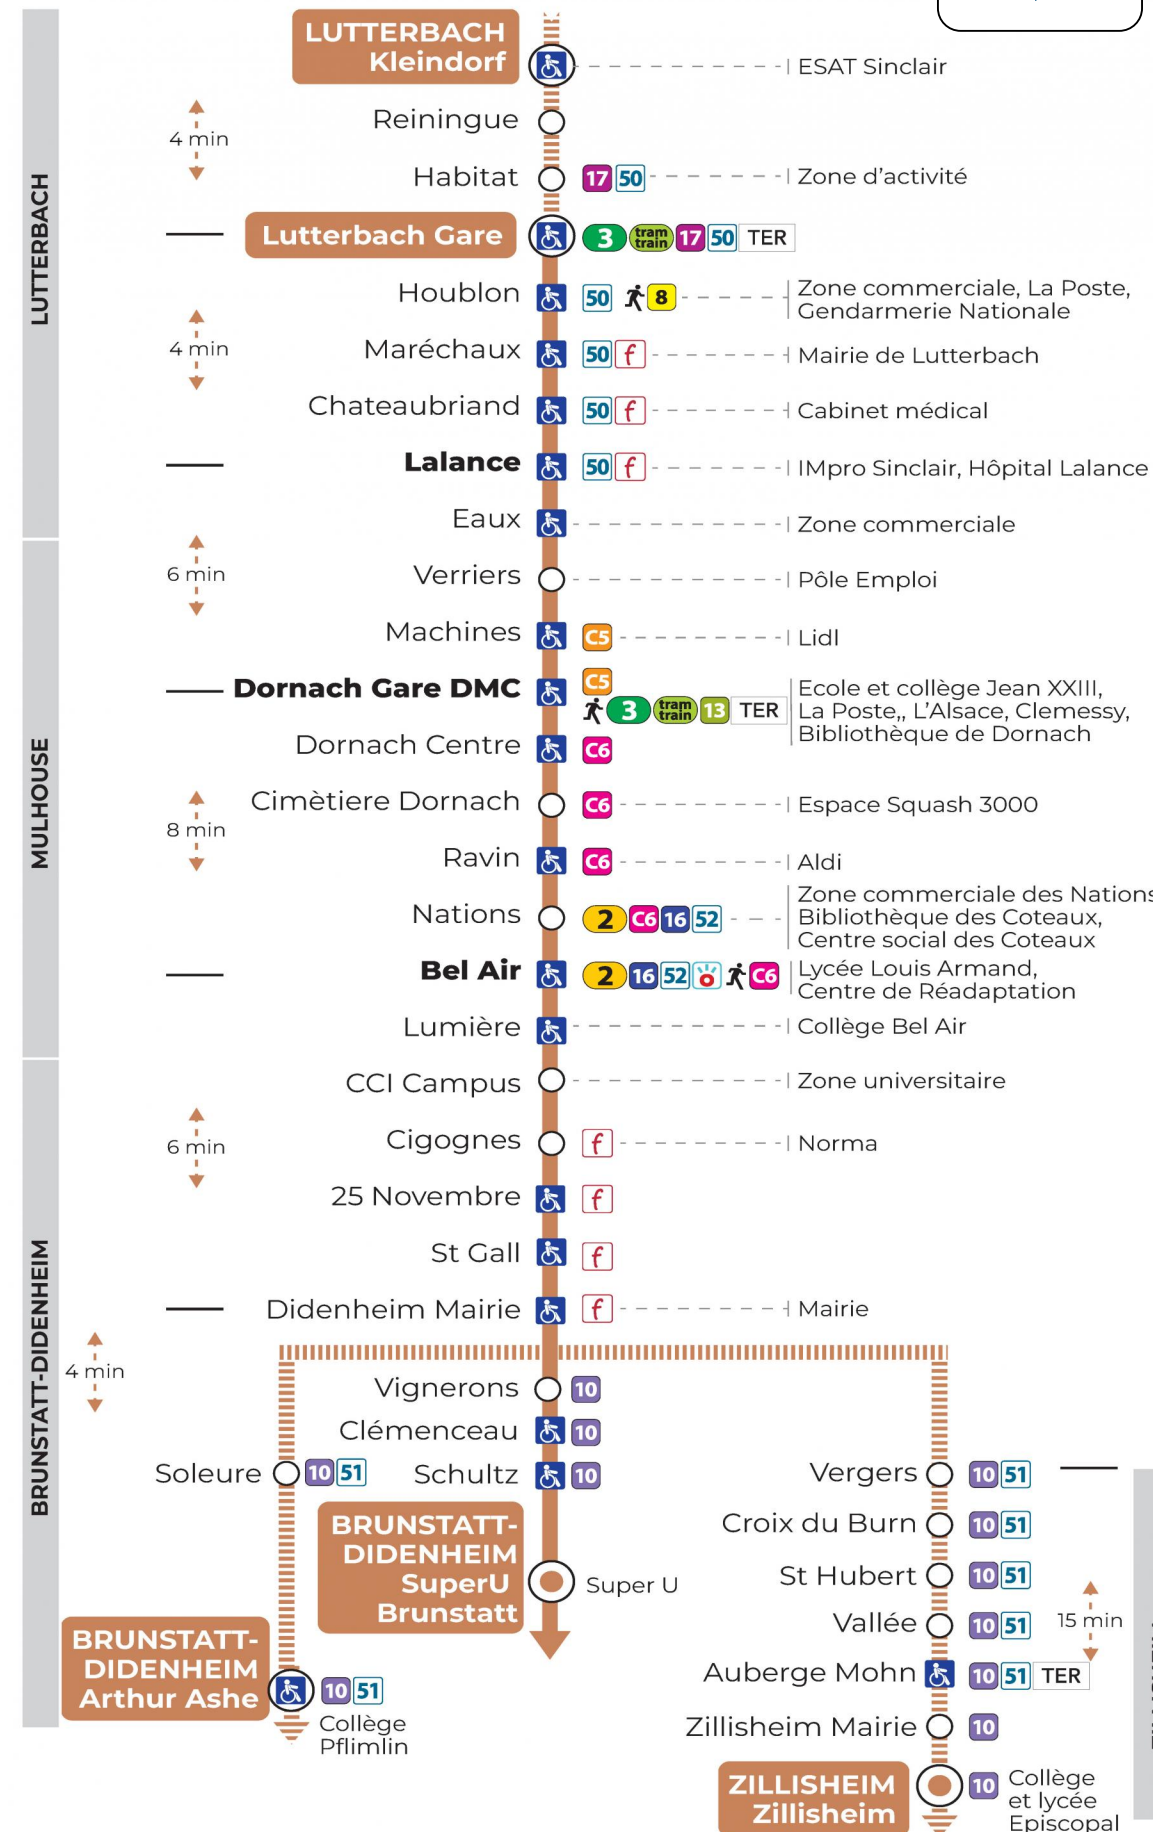 LUTTERBACH
Kleindorf
ESAT Sinclair
Reiningue
4 min
Habitat
17 50
Zone d'activité
LUTTERBACH
Lutterbach Gare
3 tram train 17 50 TER
Houblon
50 8
Zone commerciale, La Poste,
Gendarmerie Nationale
4 min
Maréchaux
50 f
Mairie de Lutterbach
Chateaubriand
50 f
Cabinet médical
Lalance
50 f
IMpro Sinclair, Hôpital Lalance
Eaux
Zone commerciale
6 min
Verriers
Pôle Emploi
Machines
C5
Lidl
MULHOUSE
Dornach Gare DMC
C5
3 tram train 13 TER
Ecole et collège Jean XXIII,
La Poste,, L'Alsace, Clemessy,
Bibliothèque de Dornach
Dornach Centre
C6
Cimètiere Dornach
C6
Espace Squash 3000
8 min
Ravin
C6
Aldi
Nations
2 C6 16 52
Zone commerciale des Nations
Bibliothèque des Coteaux,
Centre social des Coteaux
Bel Air
2 16 52 C6
Lycée Louis Armand,
Centre de Réadaptation
Lumière
Collège Bel Air
CCI Campus
Zone universitaire
6 min
Cigognes
f
Norma
25 Novembre
f
St Gall
f
BRUNSTATT-DIDENHEIM
Didenheim Mairie
f
Mairie
4 min
Vignerons
10
Clémenceau
10
Soleure
10 51
Schultz
10
Vergers
10 51
Croix du Burn
10 51
BRUNSTATT-
DIDENHEIM
SuperU
Brunstatt
Super U
St Hubert
10 51
Vallée
10 51
15 min
Auberge Mohn
10 51 TER
BRUNSTATT-
DIDENHEIM
Arthur Ashe
10 51
Collège
Pflimlin
Zillisheim Mairie
10
ZILLISHEIM
Zillisheim
10
Collège
et lycée
Episcopal